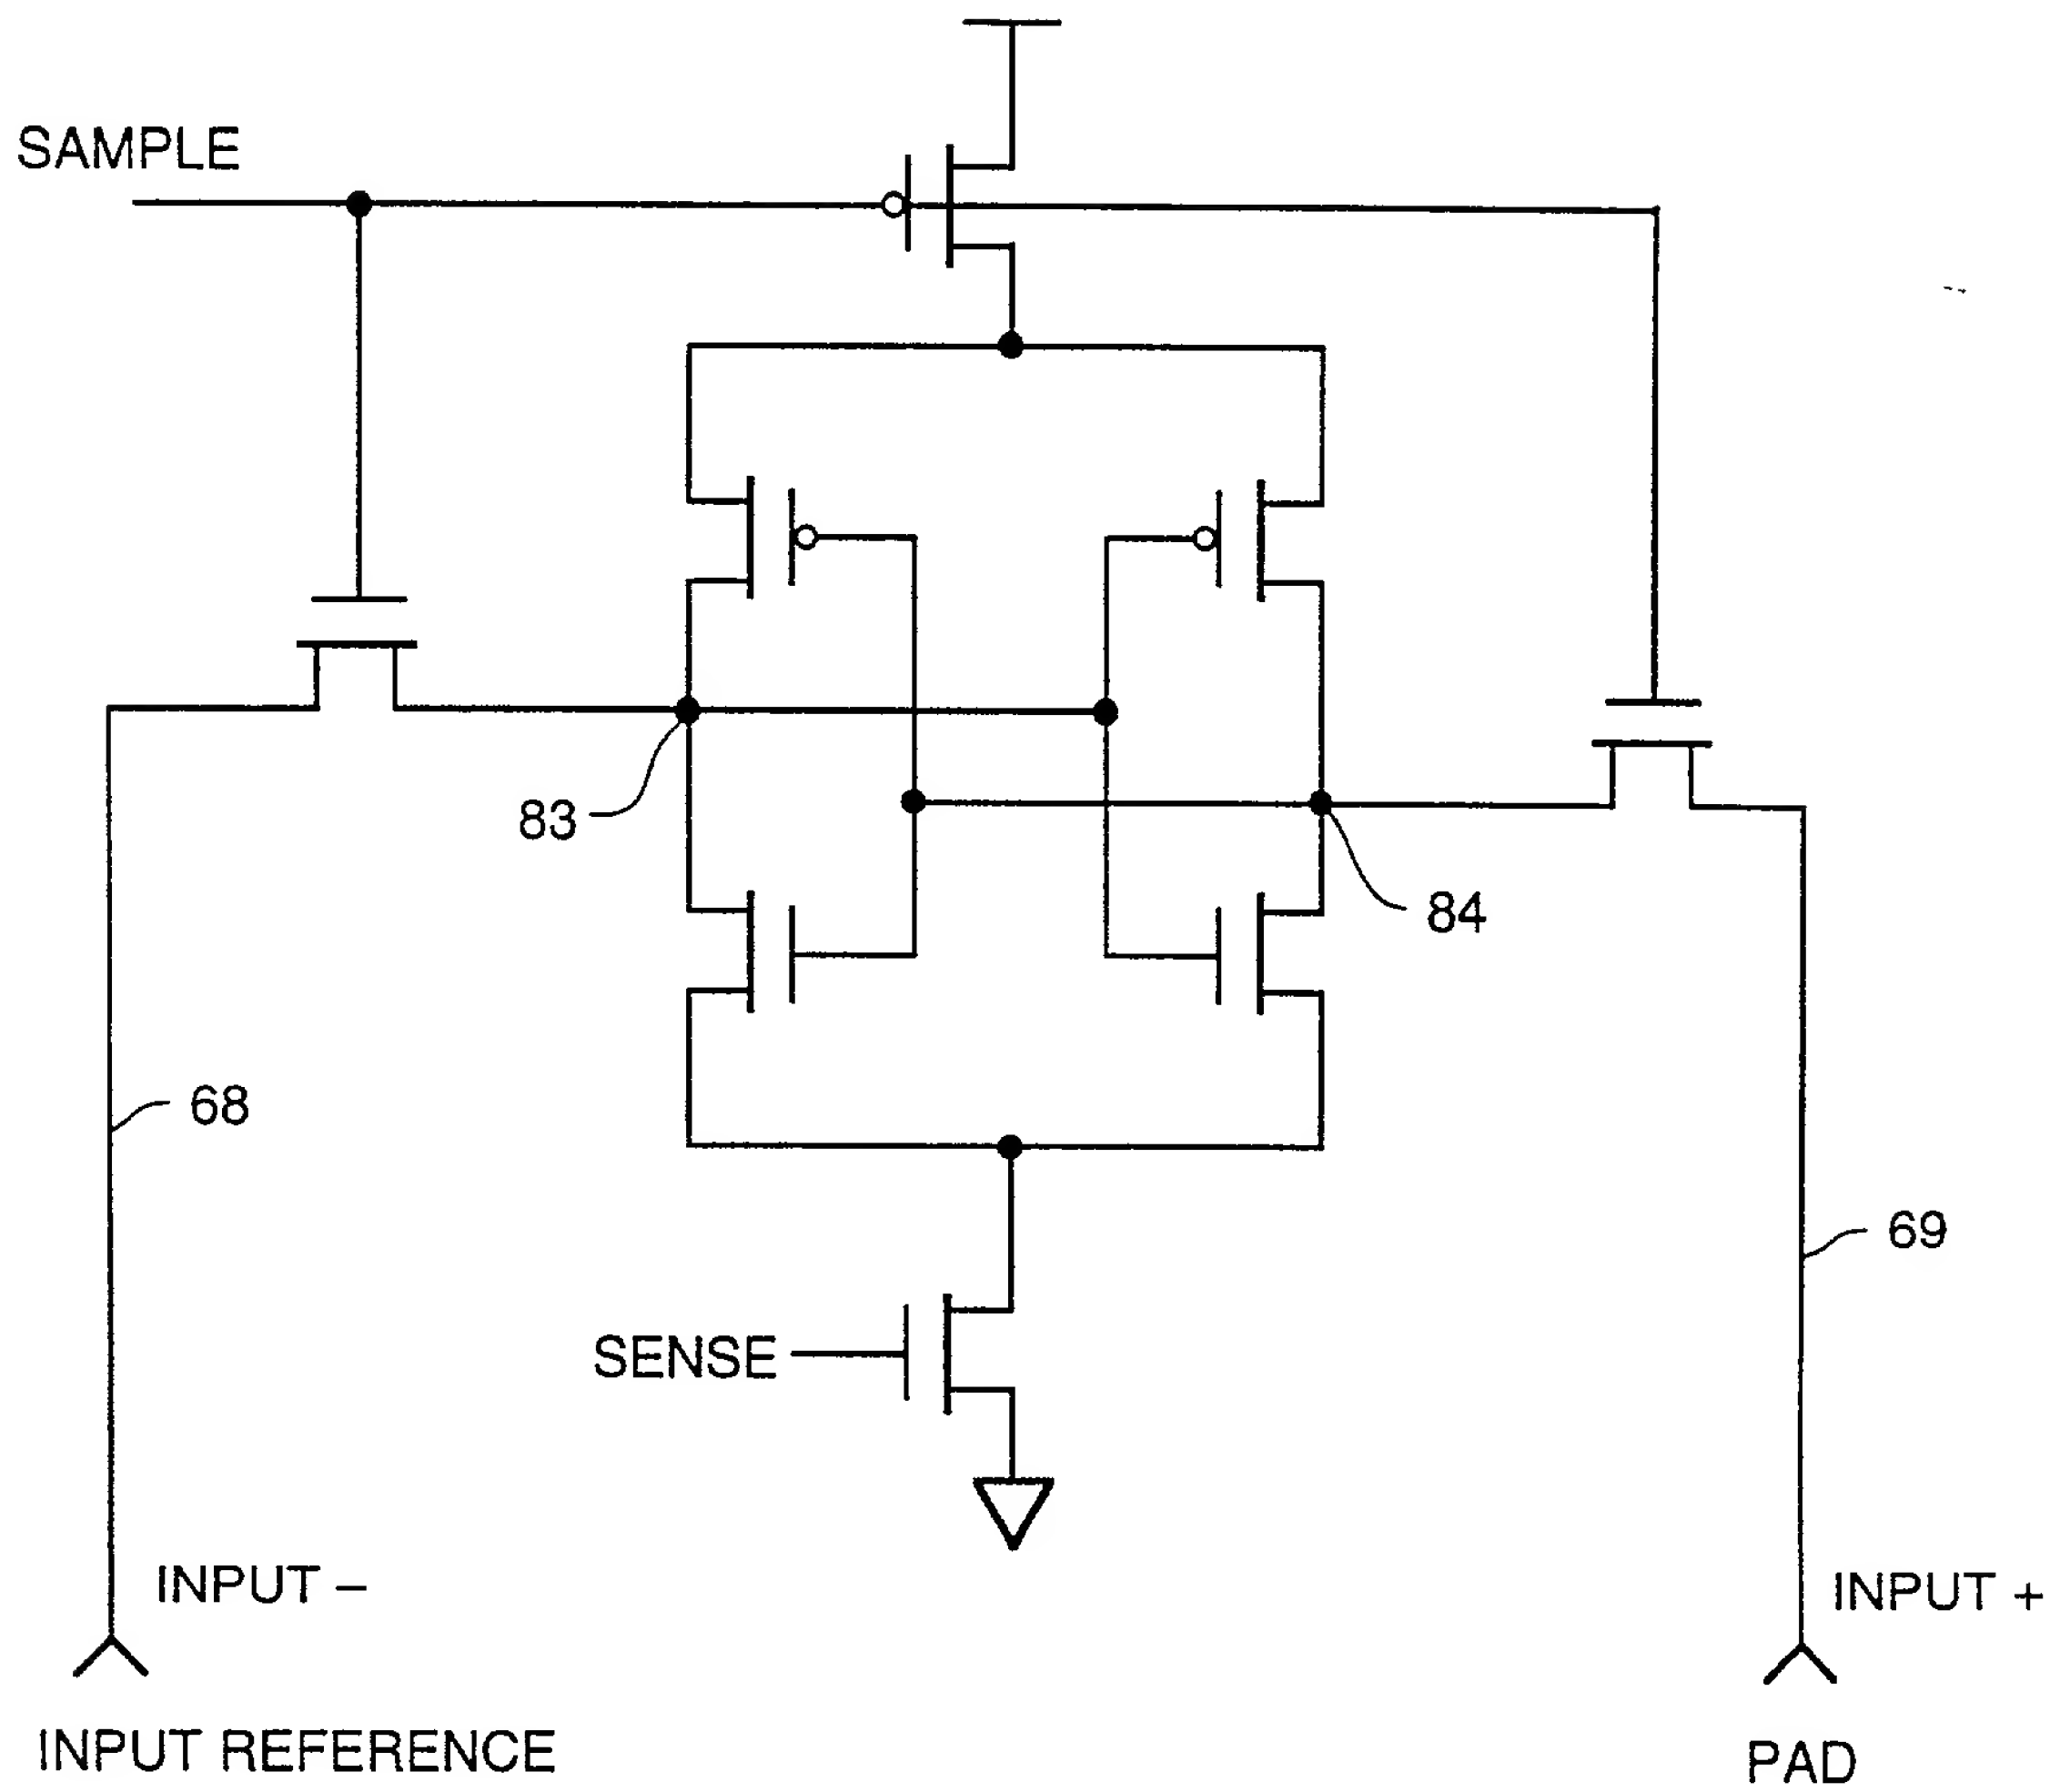 SAMPLE
83
84
68
69
SENSE
INPUT –
INPUT +
INPUT REFERENCE
PAD